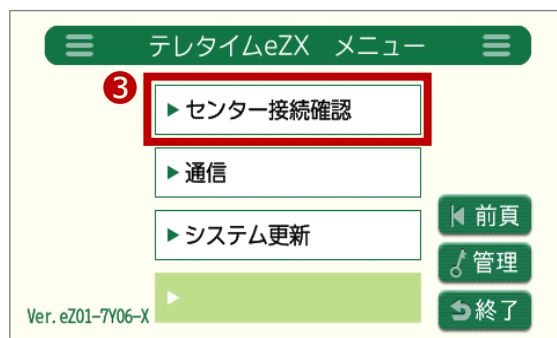 テレタイムeZX メニュー
❸
▶センター接続確認
▶通信
▶システム更新
▶
前頁
管理
終了
Ver.eZ01-7Y06-X